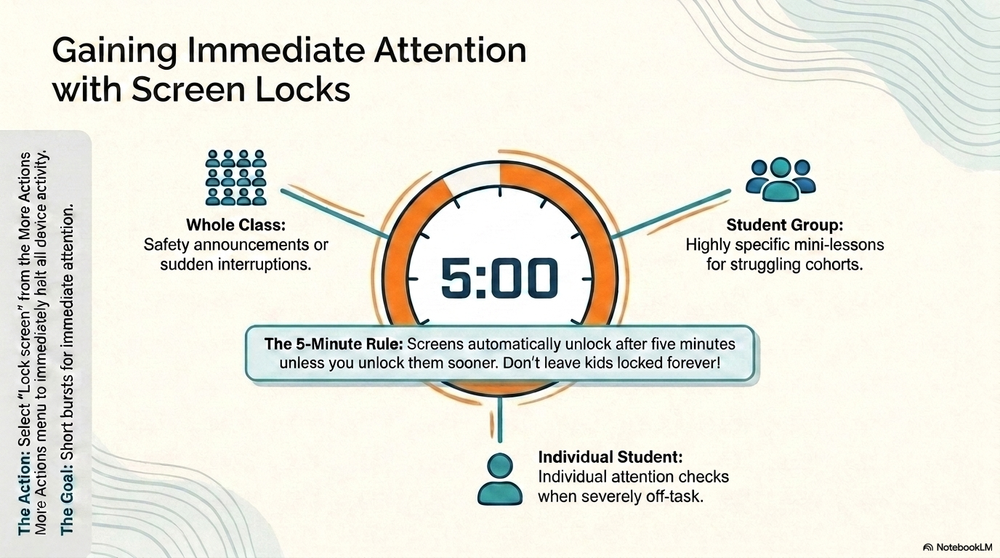 Gaining Immediate Attention
with Screen Locks
The Action: Select "Lock screen" from the More Actions
More Actions menu to immediately halt all device activity.
The Goal: Short bursts for immediate attention.
Whole Class:
Safety announcements or
sudden interruptions.
Student Group:
Highly specific mini-lessons
for struggling cohorts.
5:00
The 5-Minute Rule: Screens automatically unlock after five minutes
unless you unlock them sooner. Don't leave kids locked forever!
Individual Student:
Individual attention checks
when severely off-task.
NotebookLM